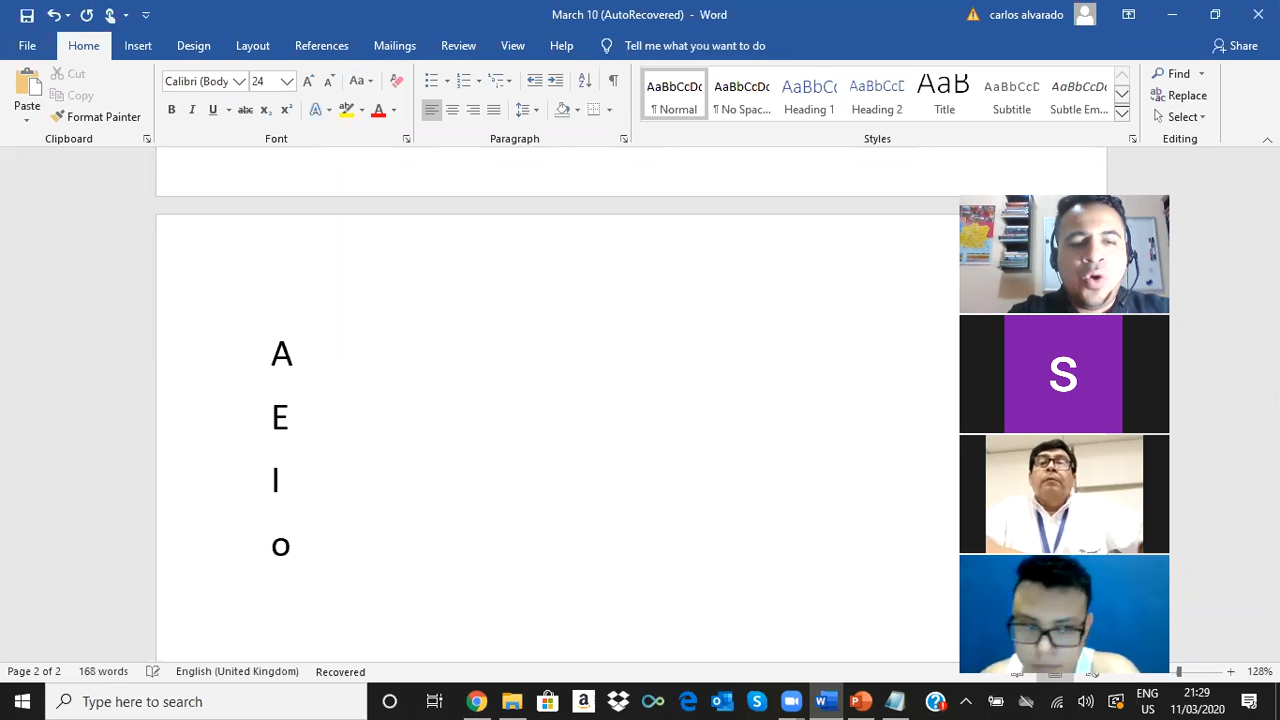 March 10 (AutoRecovered) - Word
carlos alvarado
File Home Insert Design Layout References Mailings Review View Help Tell me what you want to do Share
Paste
Cut
Copy
Format Painter
Clipboard
Calibri (Body 24
Font
Paragraph
AaBbCcDc AaBbCcDc AaBbCc AaBbCcD AaB AaBbCcD AaBbCcDc
¶ Normal ¶ No Spac... Heading 1 Heading 2 Title Subtitle Subtle Em...
Styles
Find
Replace
Select
Editing
A
E
I
o
S
Page 2 of 2 168 words English (United Kingdom) Recovered 128%
Type here to search
ENG
US
21:29
11/03/2020